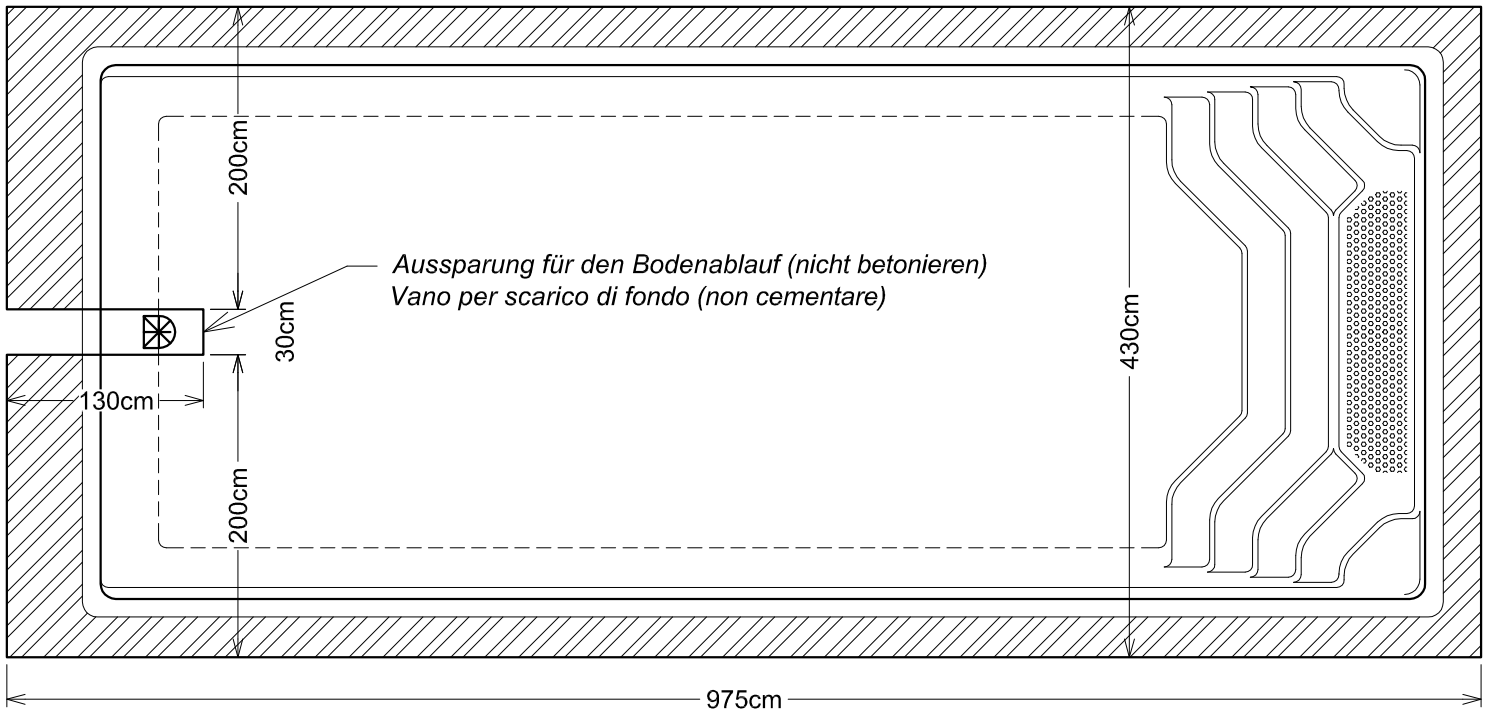 200cm
Aussparung für den Bodenablauf (nicht betonieren)
Vano per scarico di fondo (non cementare)
30cm
430cm
130cm
200cm
975cm